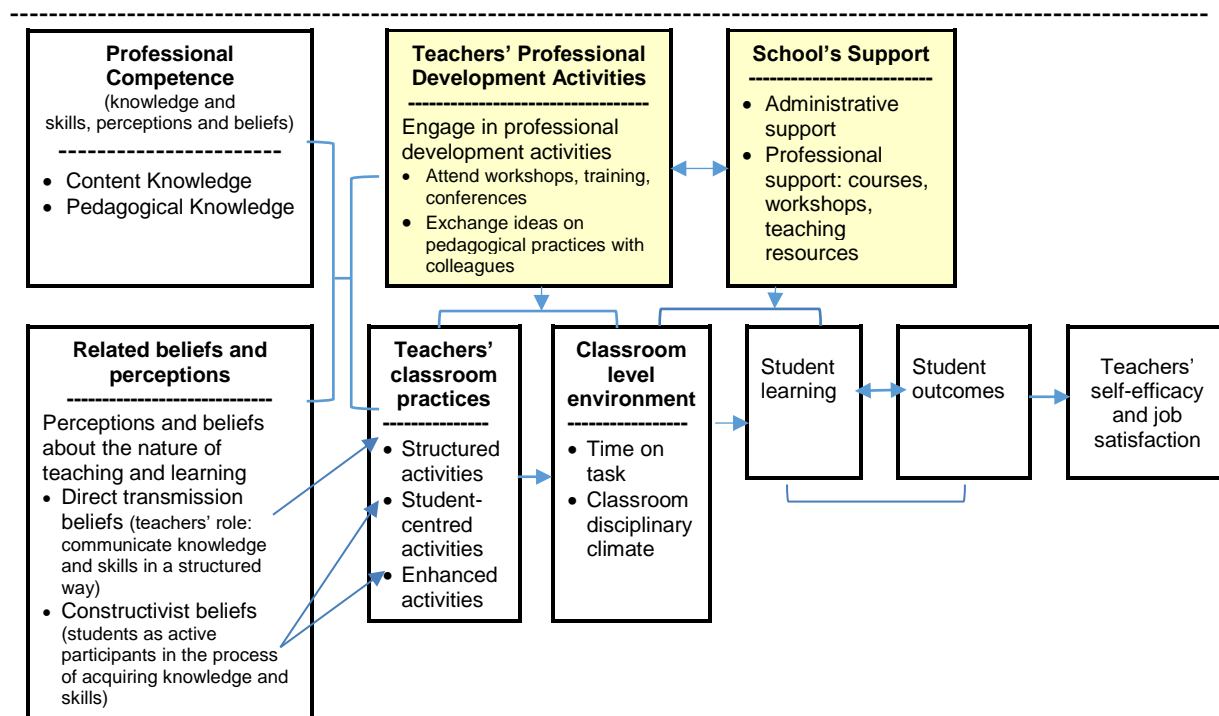 Professional
Competence
(knowledge and
skills, perceptions and beliefs)
• Content Knowledge
• Pedagogical Knowledge
Teachers’ Professional
Development Activities
Engage in professional
development activities
• Attend workshops, training,
conferences
• Exchange ideas on
pedagogical practices with
colleagues
School’s Support
• Administrative
support
• Professional
support: courses,
workshops,
teaching
resources
Related beliefs and
perceptions
Perceptions and beliefs
about the nature of
teaching and learning
• Direct transmission
beliefs (teachers’ role:
communicate knowledge
and skills in a structured
way)
• Constructivist beliefs
(students as active
participants in the process
of acquiring knowledge and
skills)
Teachers’
classroom
practices
• Structured
activities
• Student-
centred
activities
• Enhanced
activities
Classroom
level
environment
• Time on
task
• Classroom
disciplinary
climate
Student
learning
Student
outcomes
Teachers’
self-efficacy
and job
satisfaction